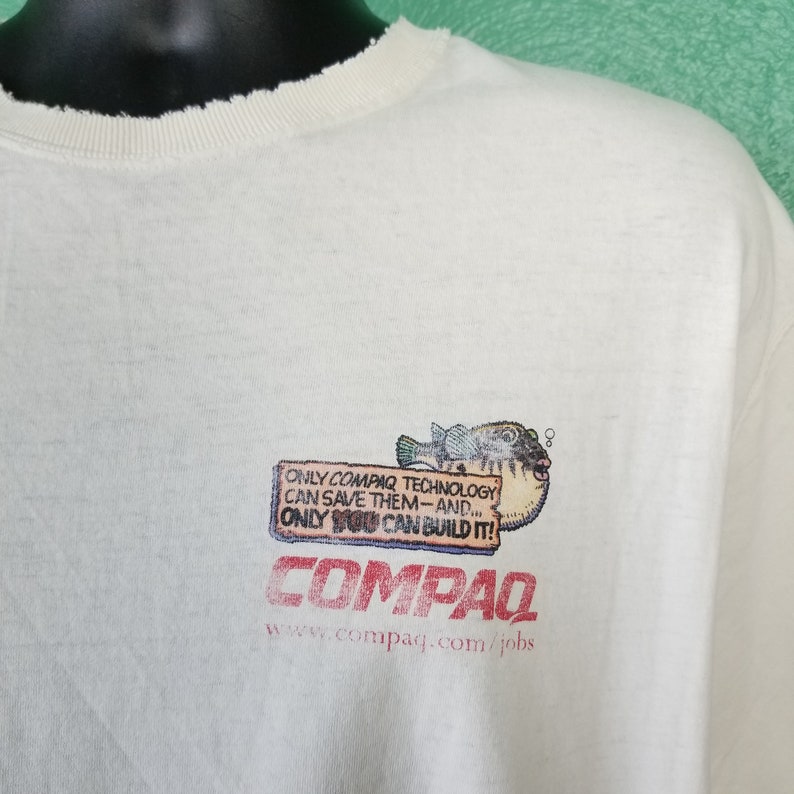 ONLY COMPAQ TECHNOLOGY
CAN SAVE THEM—AND...
ONLY YOU CAN BUILD IT!
COMPAQ
www.compaq.com/jobs